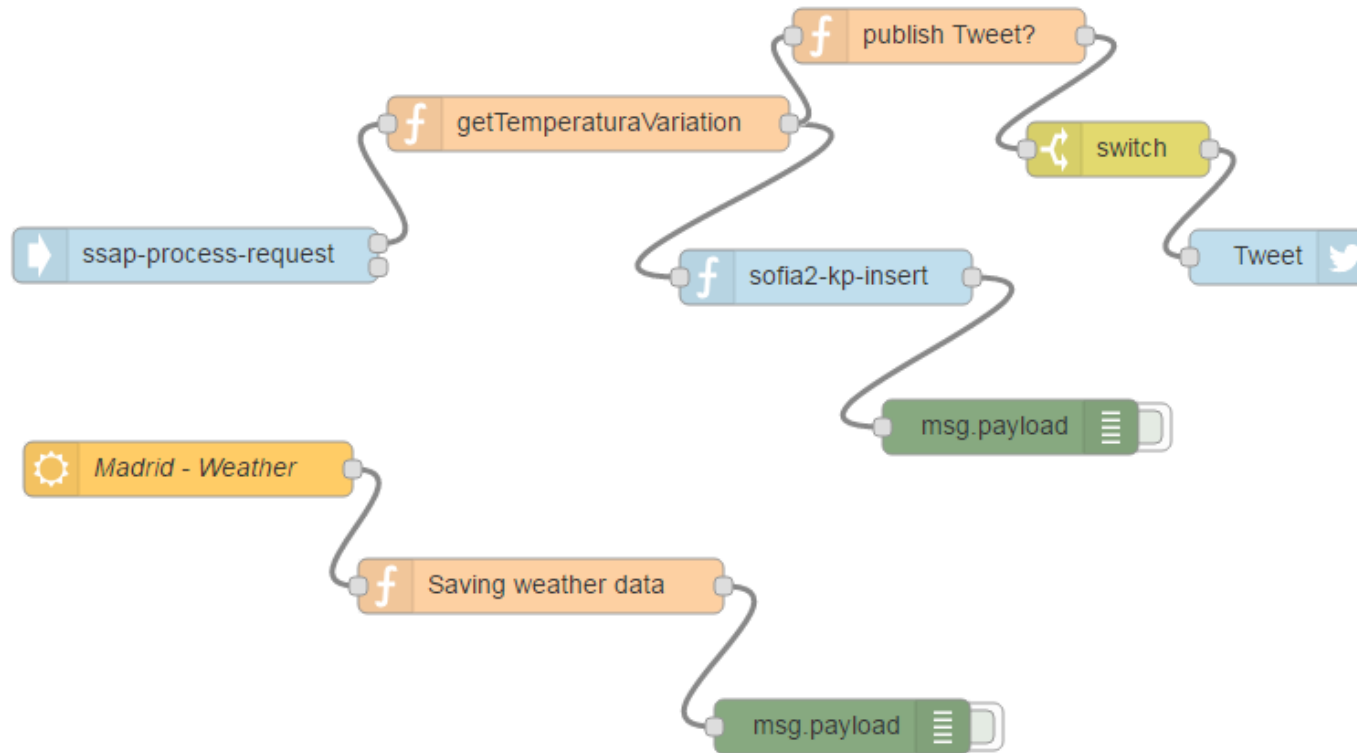 publish Tweet?
getTemperaturaVariation
switch
ssap-process-request
Tweet
sofia2-kp-insert
msg.payload
Madrid - Weather
Saving weather data
msg.payload